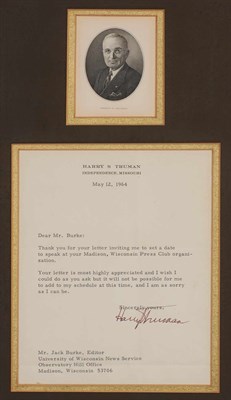 HARRY S TRUMAN
INDEPENDENCE, MISSOURI
May 12, 1964
Dear Mr. Burke:
Thank you for your letter inviting me to set a date
to speak at your Madison, Wisconsin Press Club organi-
zation.
Your letter is most highly appreciated and I wish I
could do as you ask but it will not be possible for me
to add to my schedule at this time, and I am as sorry
as I can be.
Sincerely yours,
Harry Truman
Mr. Jack Burke, Editor
University of Wisconsin News Service
Observatory Hill Office
Madison, Wisconsin 53706